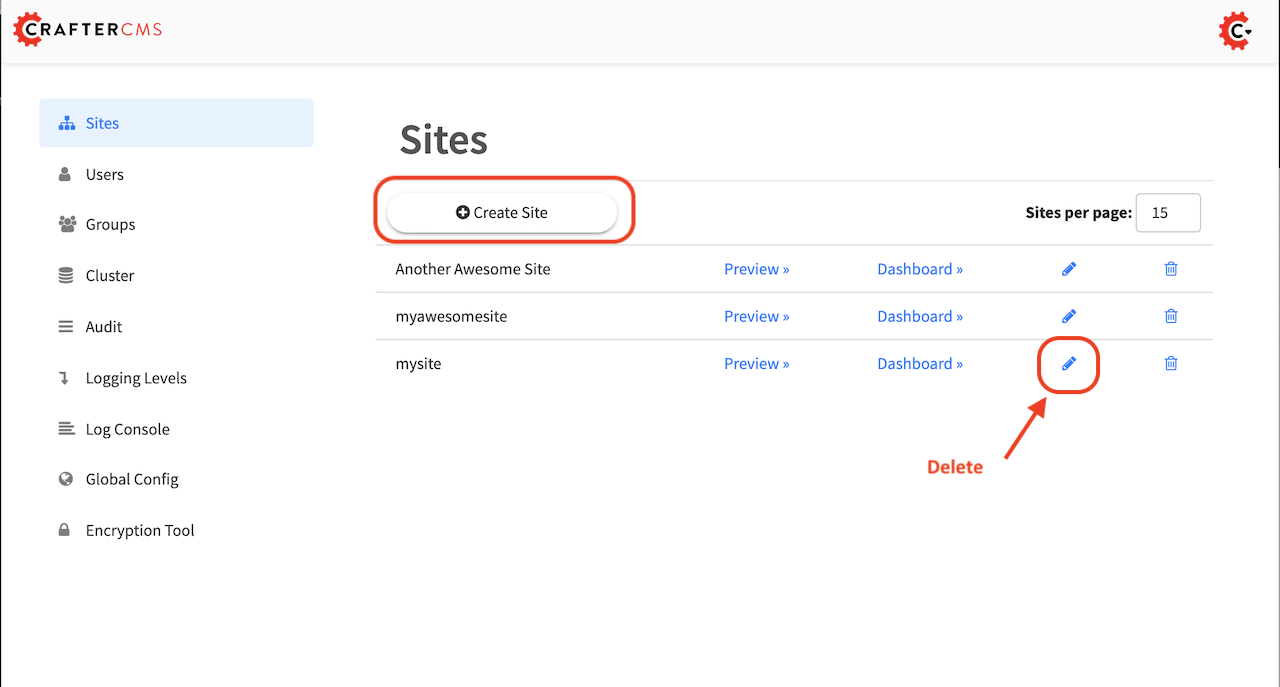 CRAFTERCMS
C
Sites
Users
Groups
Cluster
Audit
Logging Levels
Log Console
Global Config
Encryption Tool
Sites
Create Site
Sites per page: 15
Another Awesome Site Preview » Dashboard »
myawesomesite Preview » Dashboard »
mysite Preview » Dashboard »
Delete